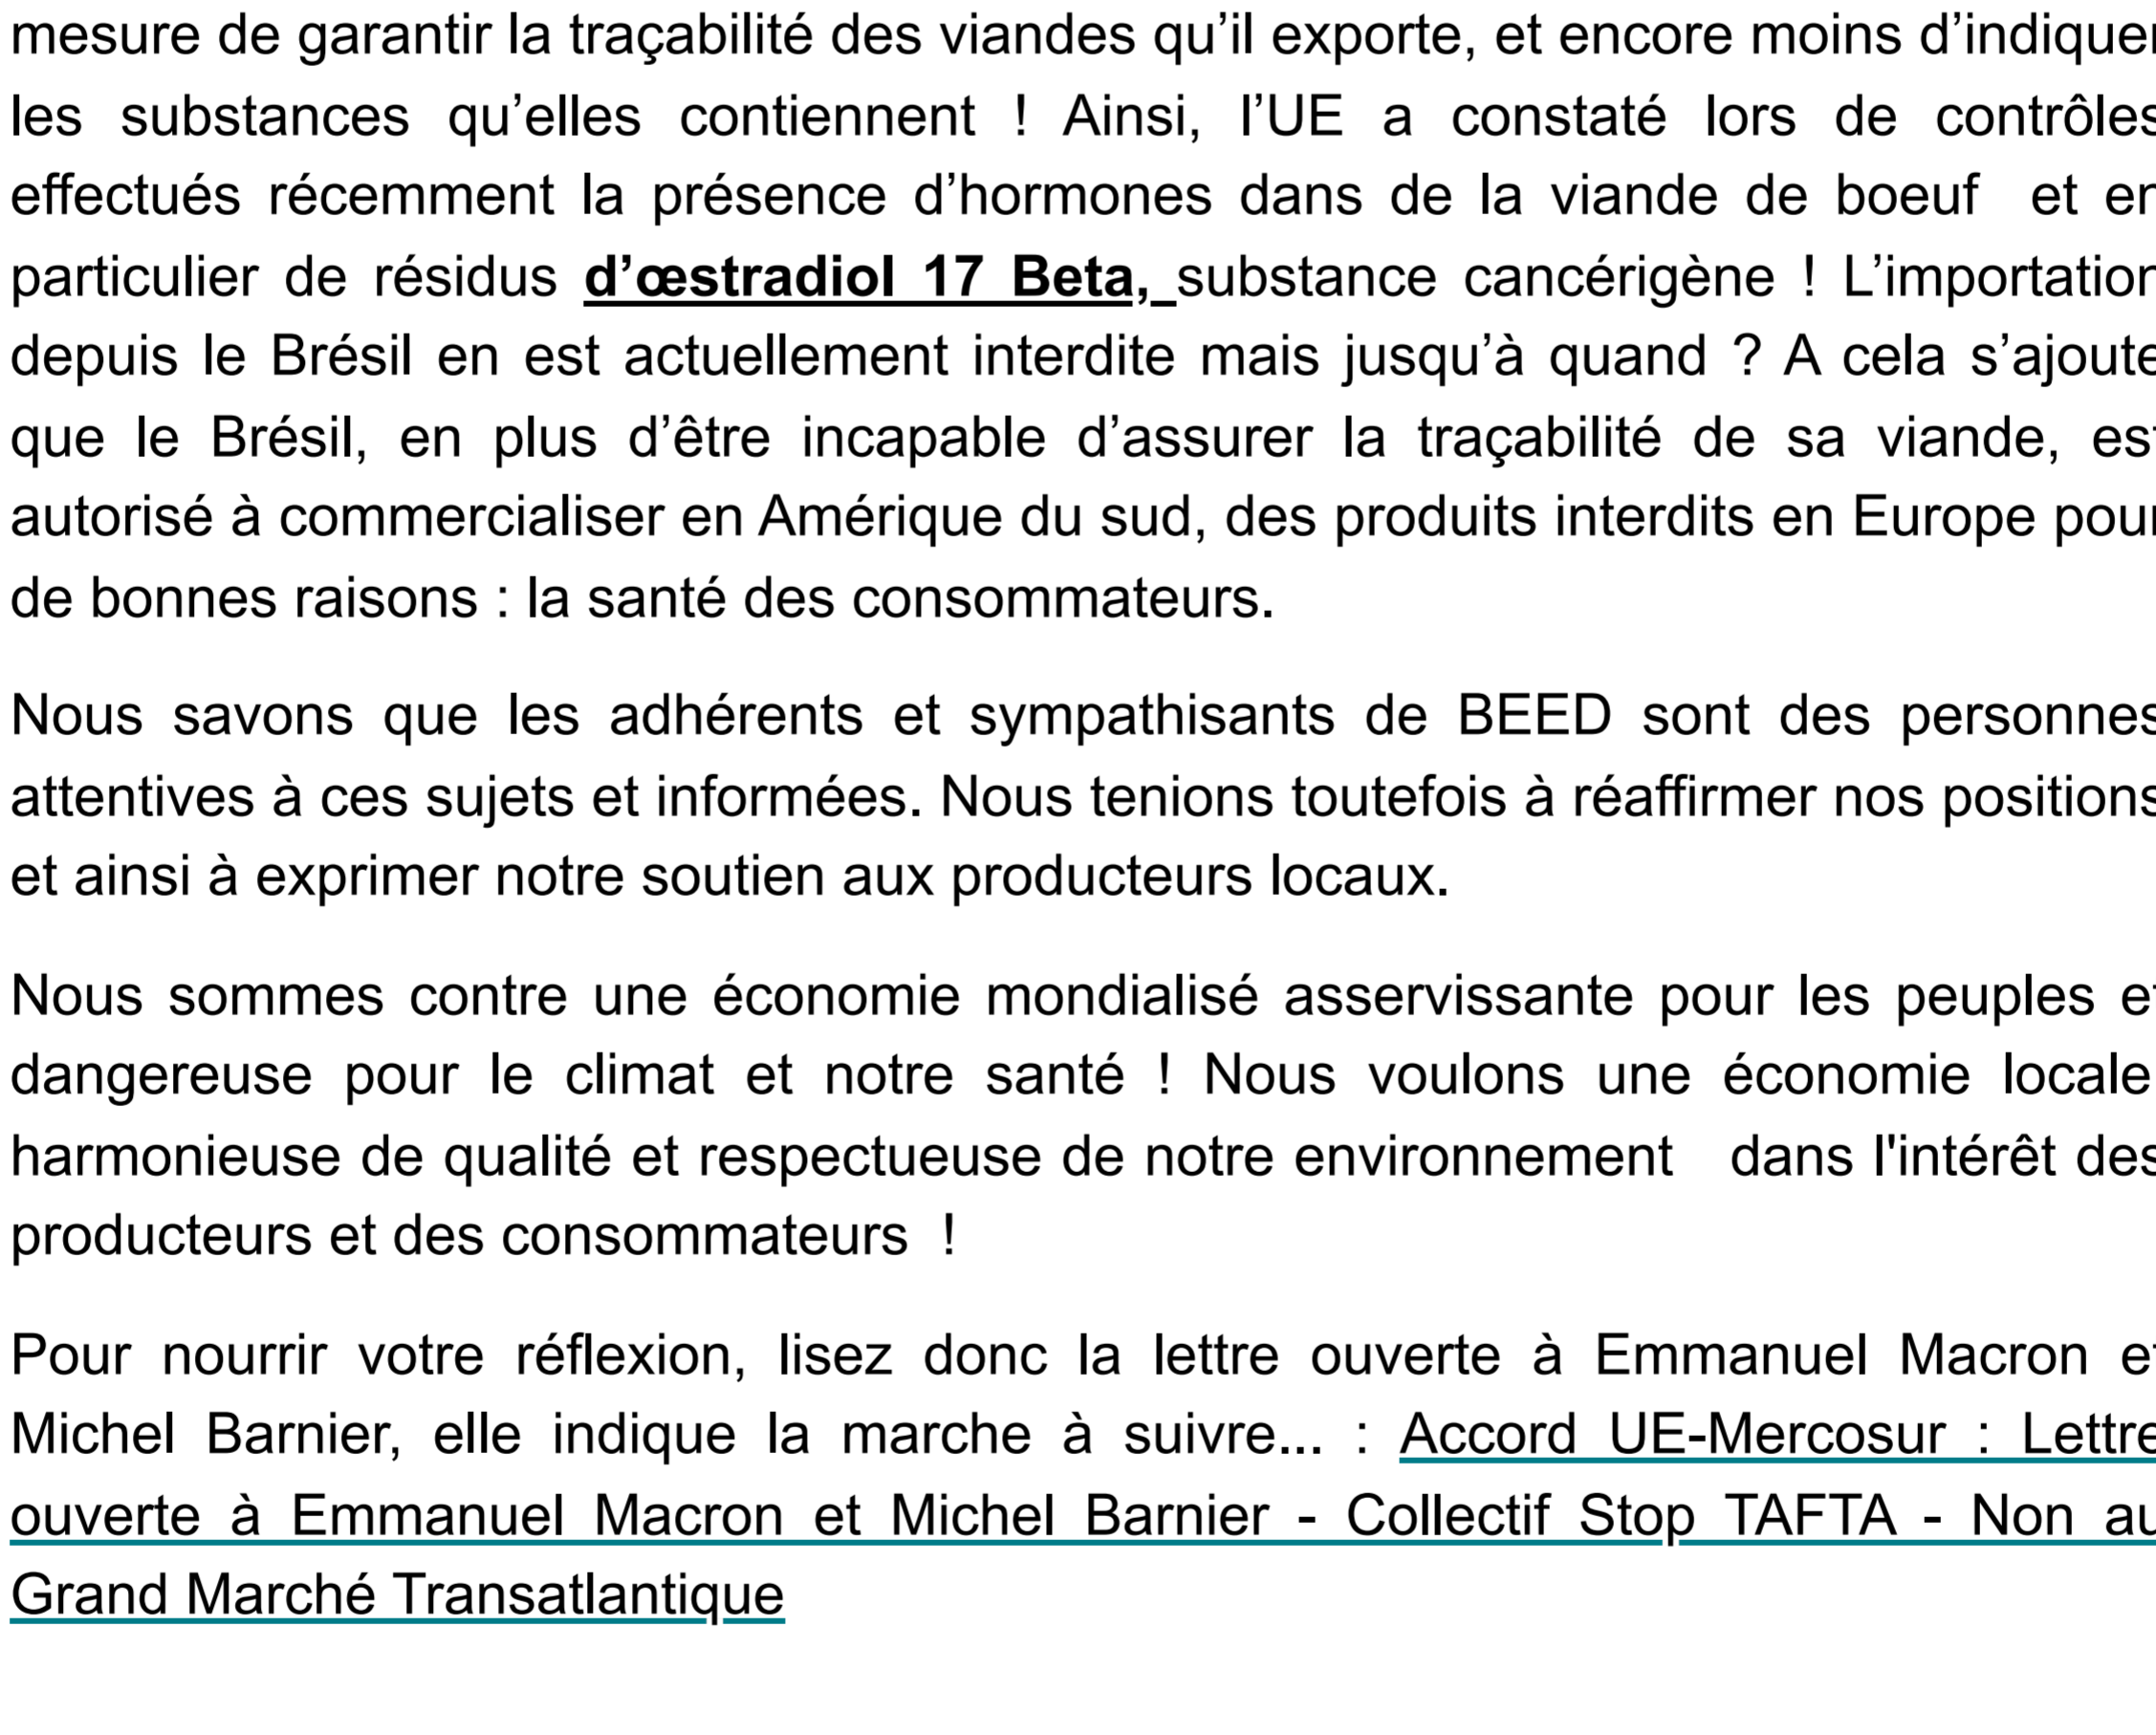 mesure de garantir la traçabilité des viandes qu’il exporte, et encore moins d’indiquer
les substances qu’elles contiennent ! Ainsi, l’UE a constaté lors de contrôles
effectués récemment la présence d’hormones dans de la viande de boeuf  et en
particulier de résidus d’œstradiol 17 Beta, substance cancérigène ! L’importation
depuis le Brésil en est actuellement interdite mais jusqu’à quand ? A cela s’ajoute
que le Brésil, en plus d’être incapable d’assurer la traçabilité de sa viande, est
autorisé à commercialiser en Amérique du sud, des produits interdits en Europe pour
de bonnes raisons : la santé des consommateurs.
Nous savons que les adhérents et sympathisants de BEED sont des personnes
attentives à ces sujets et informées. Nous tenions toutefois à réaffirmer nos positions
et ainsi à exprimer notre soutien aux producteurs locaux.
Nous sommes contre une économie mondialisé asservissante pour les peuples et
dangereuse pour le climat et notre santé ! Nous voulons une économie locale
harmonieuse de qualité et respectueuse de notre environnement  dans l'intérêt des
producteurs et des consommateurs  !
Pour nourrir votre réflexion, lisez donc la lettre ouverte à Emmanuel Macron et
Michel Barnier, elle indique la marche à suivre... : Accord UE-Mercosur : Lettre
ouverte à Emmanuel Macron et Michel Barnier - Collectif Stop TAFTA - Non au
Grand Marché Transatlantique